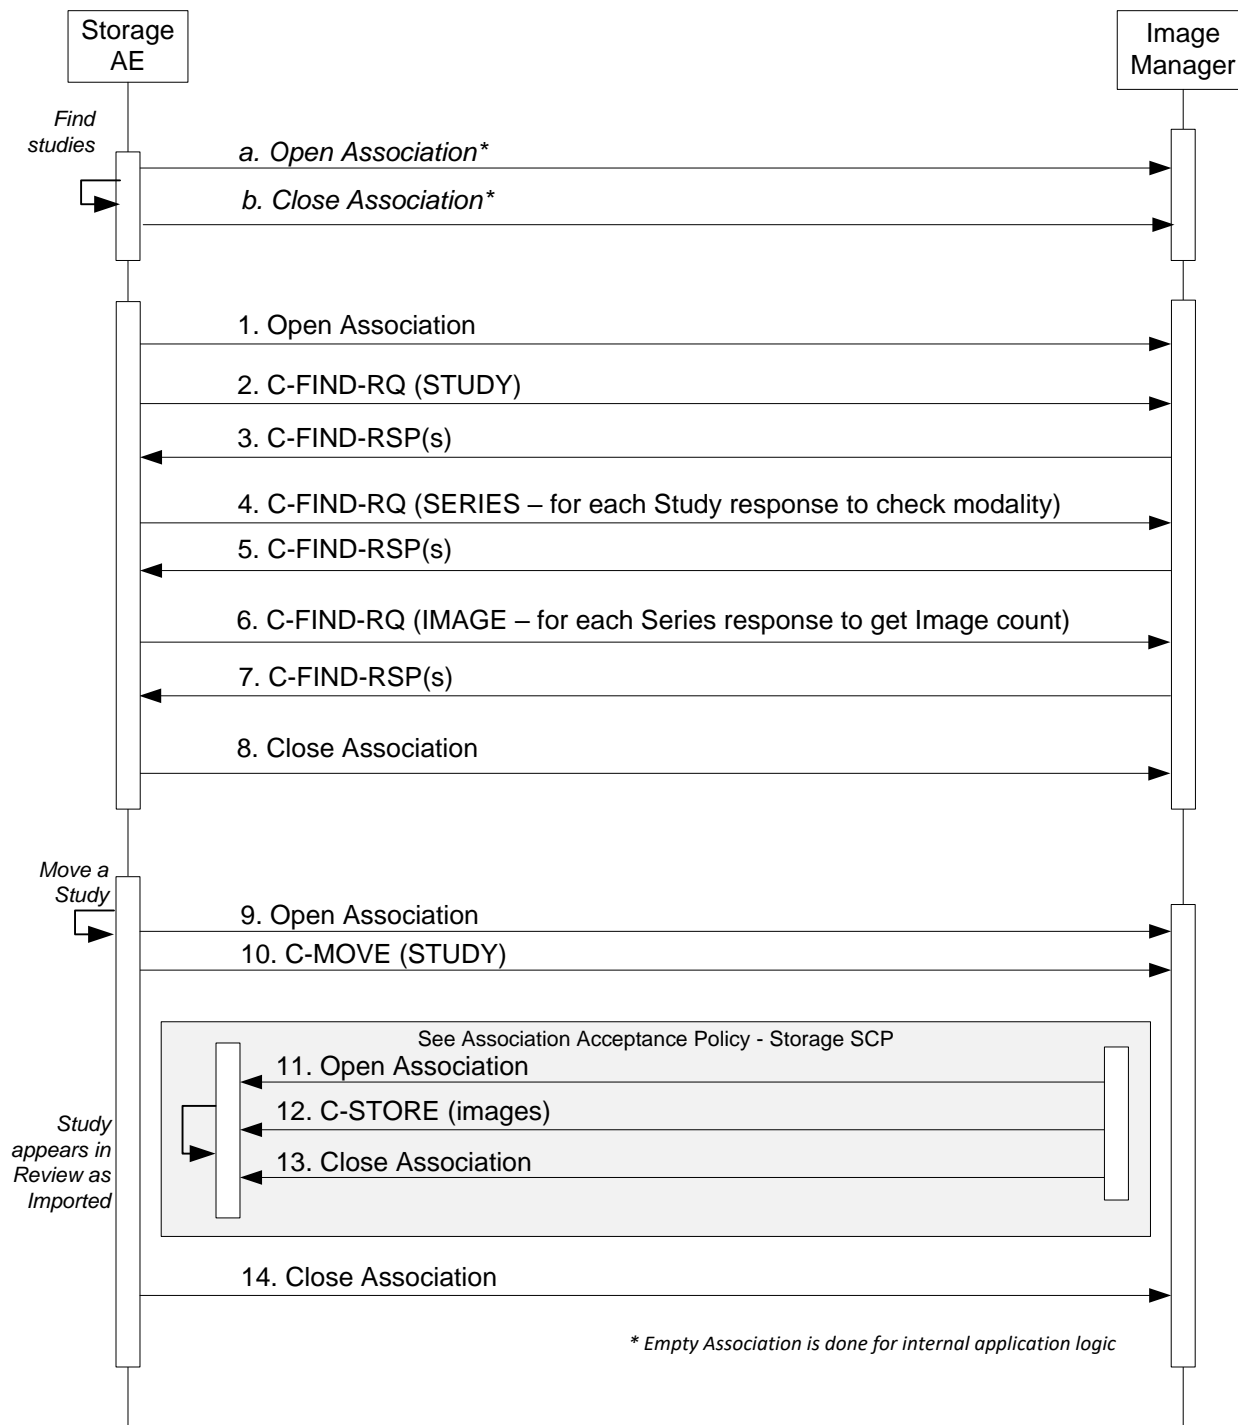 Storage
AE
Image
Manager
Find
studies
a. Open Association*
b. Close Association*
1. Open Association
2. C-FIND-RQ (STUDY)
3. C-FIND-RSP(s)
4. C-FIND-RQ (SERIES – for each Study response to check modality)
5. C-FIND-RSP(s)
6. C-FIND-RQ (IMAGE – for each Series response to get Image count)
7. C-FIND-RSP(s)
8. Close Association
Move a
Study
9. Open Association
10. C-MOVE (STUDY)
See Association Acceptance Policy - Storage SCP
11. Open Association
12. C-STORE (images)
13. Close Association
Study
appears in
Review as
Imported
14. Close Association
* Empty Association is done for internal application logic